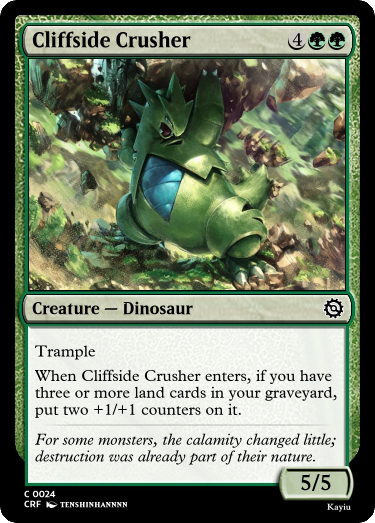 Cliffside Crusher 4
Creature — Dinosaur
Trample
When Cliffside Crusher enters, if you have
three or more land cards in your graveyard,
put two +1/+1 counters on it.
For some monsters, the calamity changed little;
destruction was already part of their nature.
5/5
C 0024
CRF TENSHINHANNNN
Kayiu